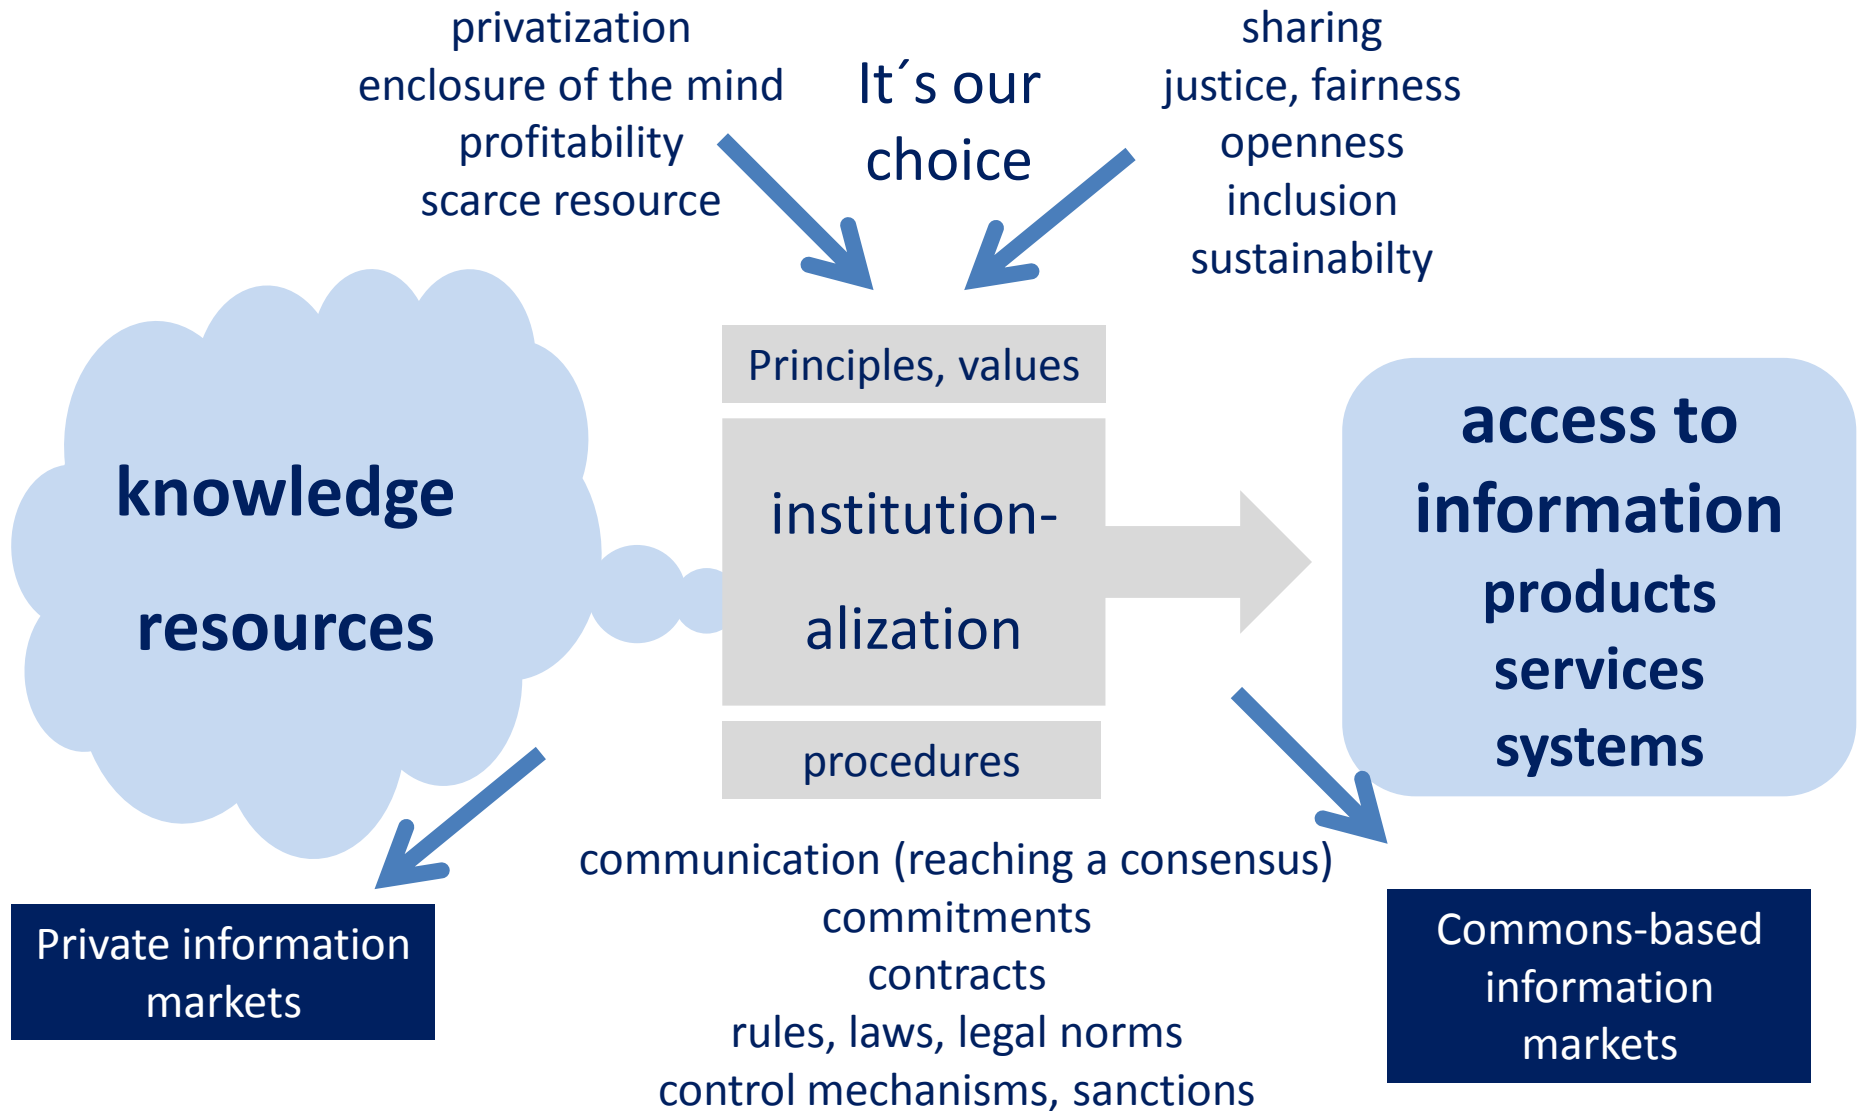 privatization
enclosure of the mind
profitability
scarce resource
It´s our
choice
sharing
justice, fairness
openness
inclusion
sustainabilty
knowledge
resources
Principles, values
institution-
alization
procedures
access to
information
products
services
systems
Private information
markets
communication (reaching a consensus)
commitments
contracts
rules, laws, legal norms
control mechanisms, sanctions
Commons-based
information
markets